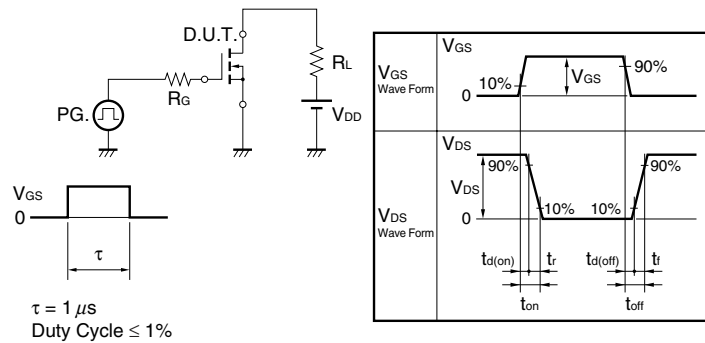 D.U.T.
RG
PG.
RL
VDD
VGS
0
τ
τ = 1 μs
Duty Cycle ≤ 1%
VGS
Wave Form
VGS
10%
0
VGS
90%
VDS
Wave Form
VDS
90%
VDS
0
10%
10%
90%
td(on)
tr
td(off)
tf
ton
toff